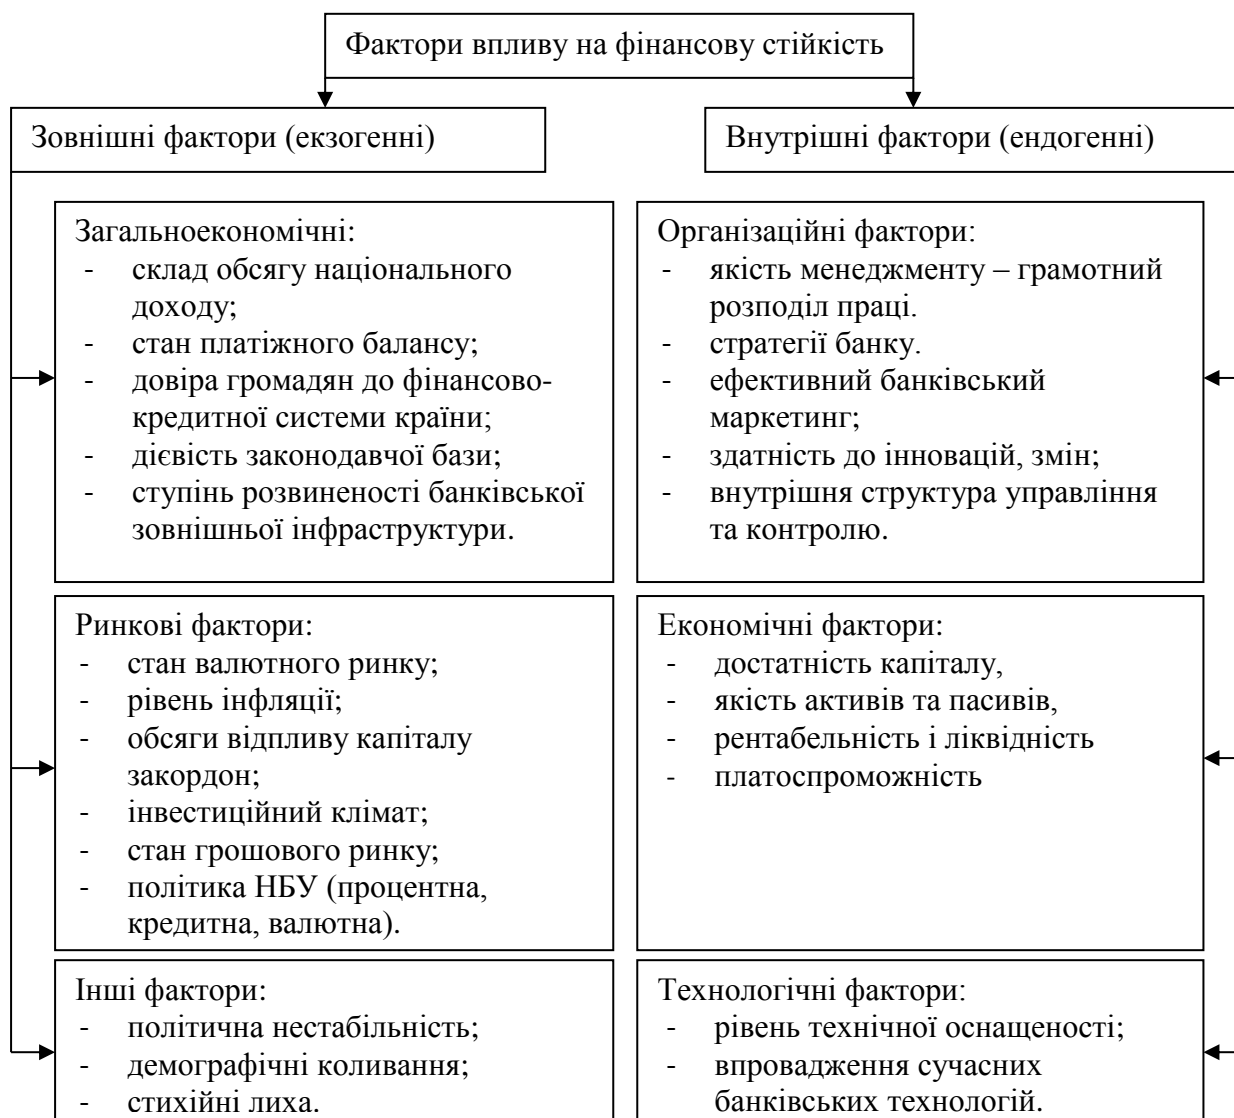 Фактори впливу на фінансову стійкість
Зовнішні фактори (екзогенні)
Внутрішні фактори (ендогенні)
Загальноекономічні:
- склад обсягу національного
доходу;
- стан платіжного балансу;
- довіра громадян до фінансово-
кредитної системи країни;
- дієвість законодавчої бази;
- ступінь розвиненості банківської
зовнішньої інфраструктури.
Організаційні фактори:
- якість менеджменту – грамотний
розподіл праці.
- стратегії банку.
- ефективний банківський
маркетинг;
- здатність до інновацій, змін;
- внутрішня структура управління
та контролю.
Ринкові фактори:
- стан валютного ринку;
- рівень інфляції;
- обсяги відпливу капіталу
закордон;
- інвестиційний клімат;
- стан грошового ринку;
- політика НБУ (процентна,
кредитна, валютна).
Економічні фактори:
- достатність капіталу,
- якість активів та пасивів,
- рентабельність і ліквідність
- платоспроможність
Інші фактори:
- політична нестабільність;
- демографічні коливання;
- стихійні лиха.
Технологічні фактори:
- рівень технічної оснащеності;
- впровадження сучасних
банківських технологій.